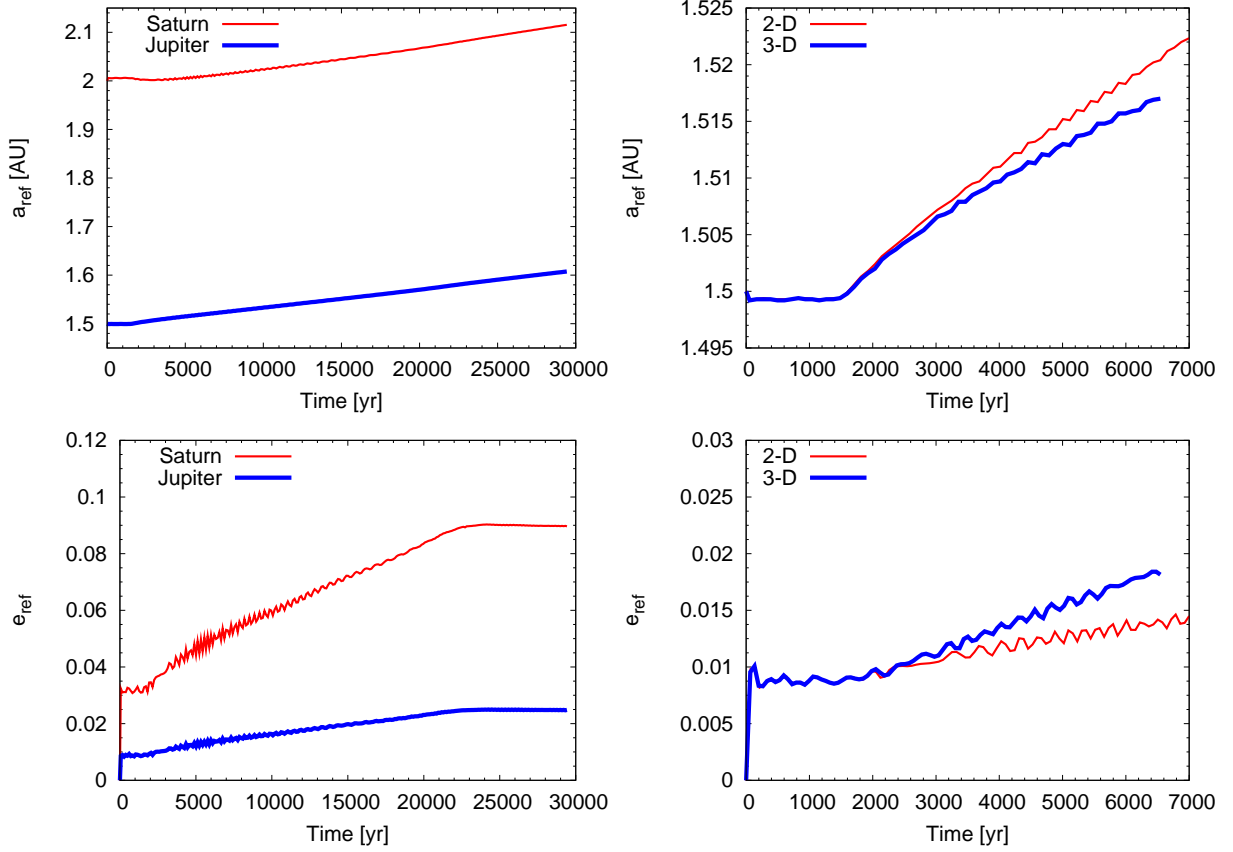 Saturn
Jupiter
2.1
2
1.9
1.8
1.7
1.6
1.5
a_ref [AU]
0 5000 10000 15000 20000 25000 30000
Time [yr]
2-D
3-D
1.525
1.52
1.515
1.51
1.505
1.5
1.495
a_ref [AU]
0 1000 2000 3000 4000 5000 6000 7000
Time [yr]
Saturn
Jupiter
0.12
0.1
0.08
0.06
0.04
0.02
0
e_ref
0 5000 10000 15000 20000 25000 30000
Time [yr]
2-D
3-D
0.03
0.025
0.02
0.015
0.01
0.005
0
e_ref
0 1000 2000 3000 4000 5000 6000 7000
Time [yr]